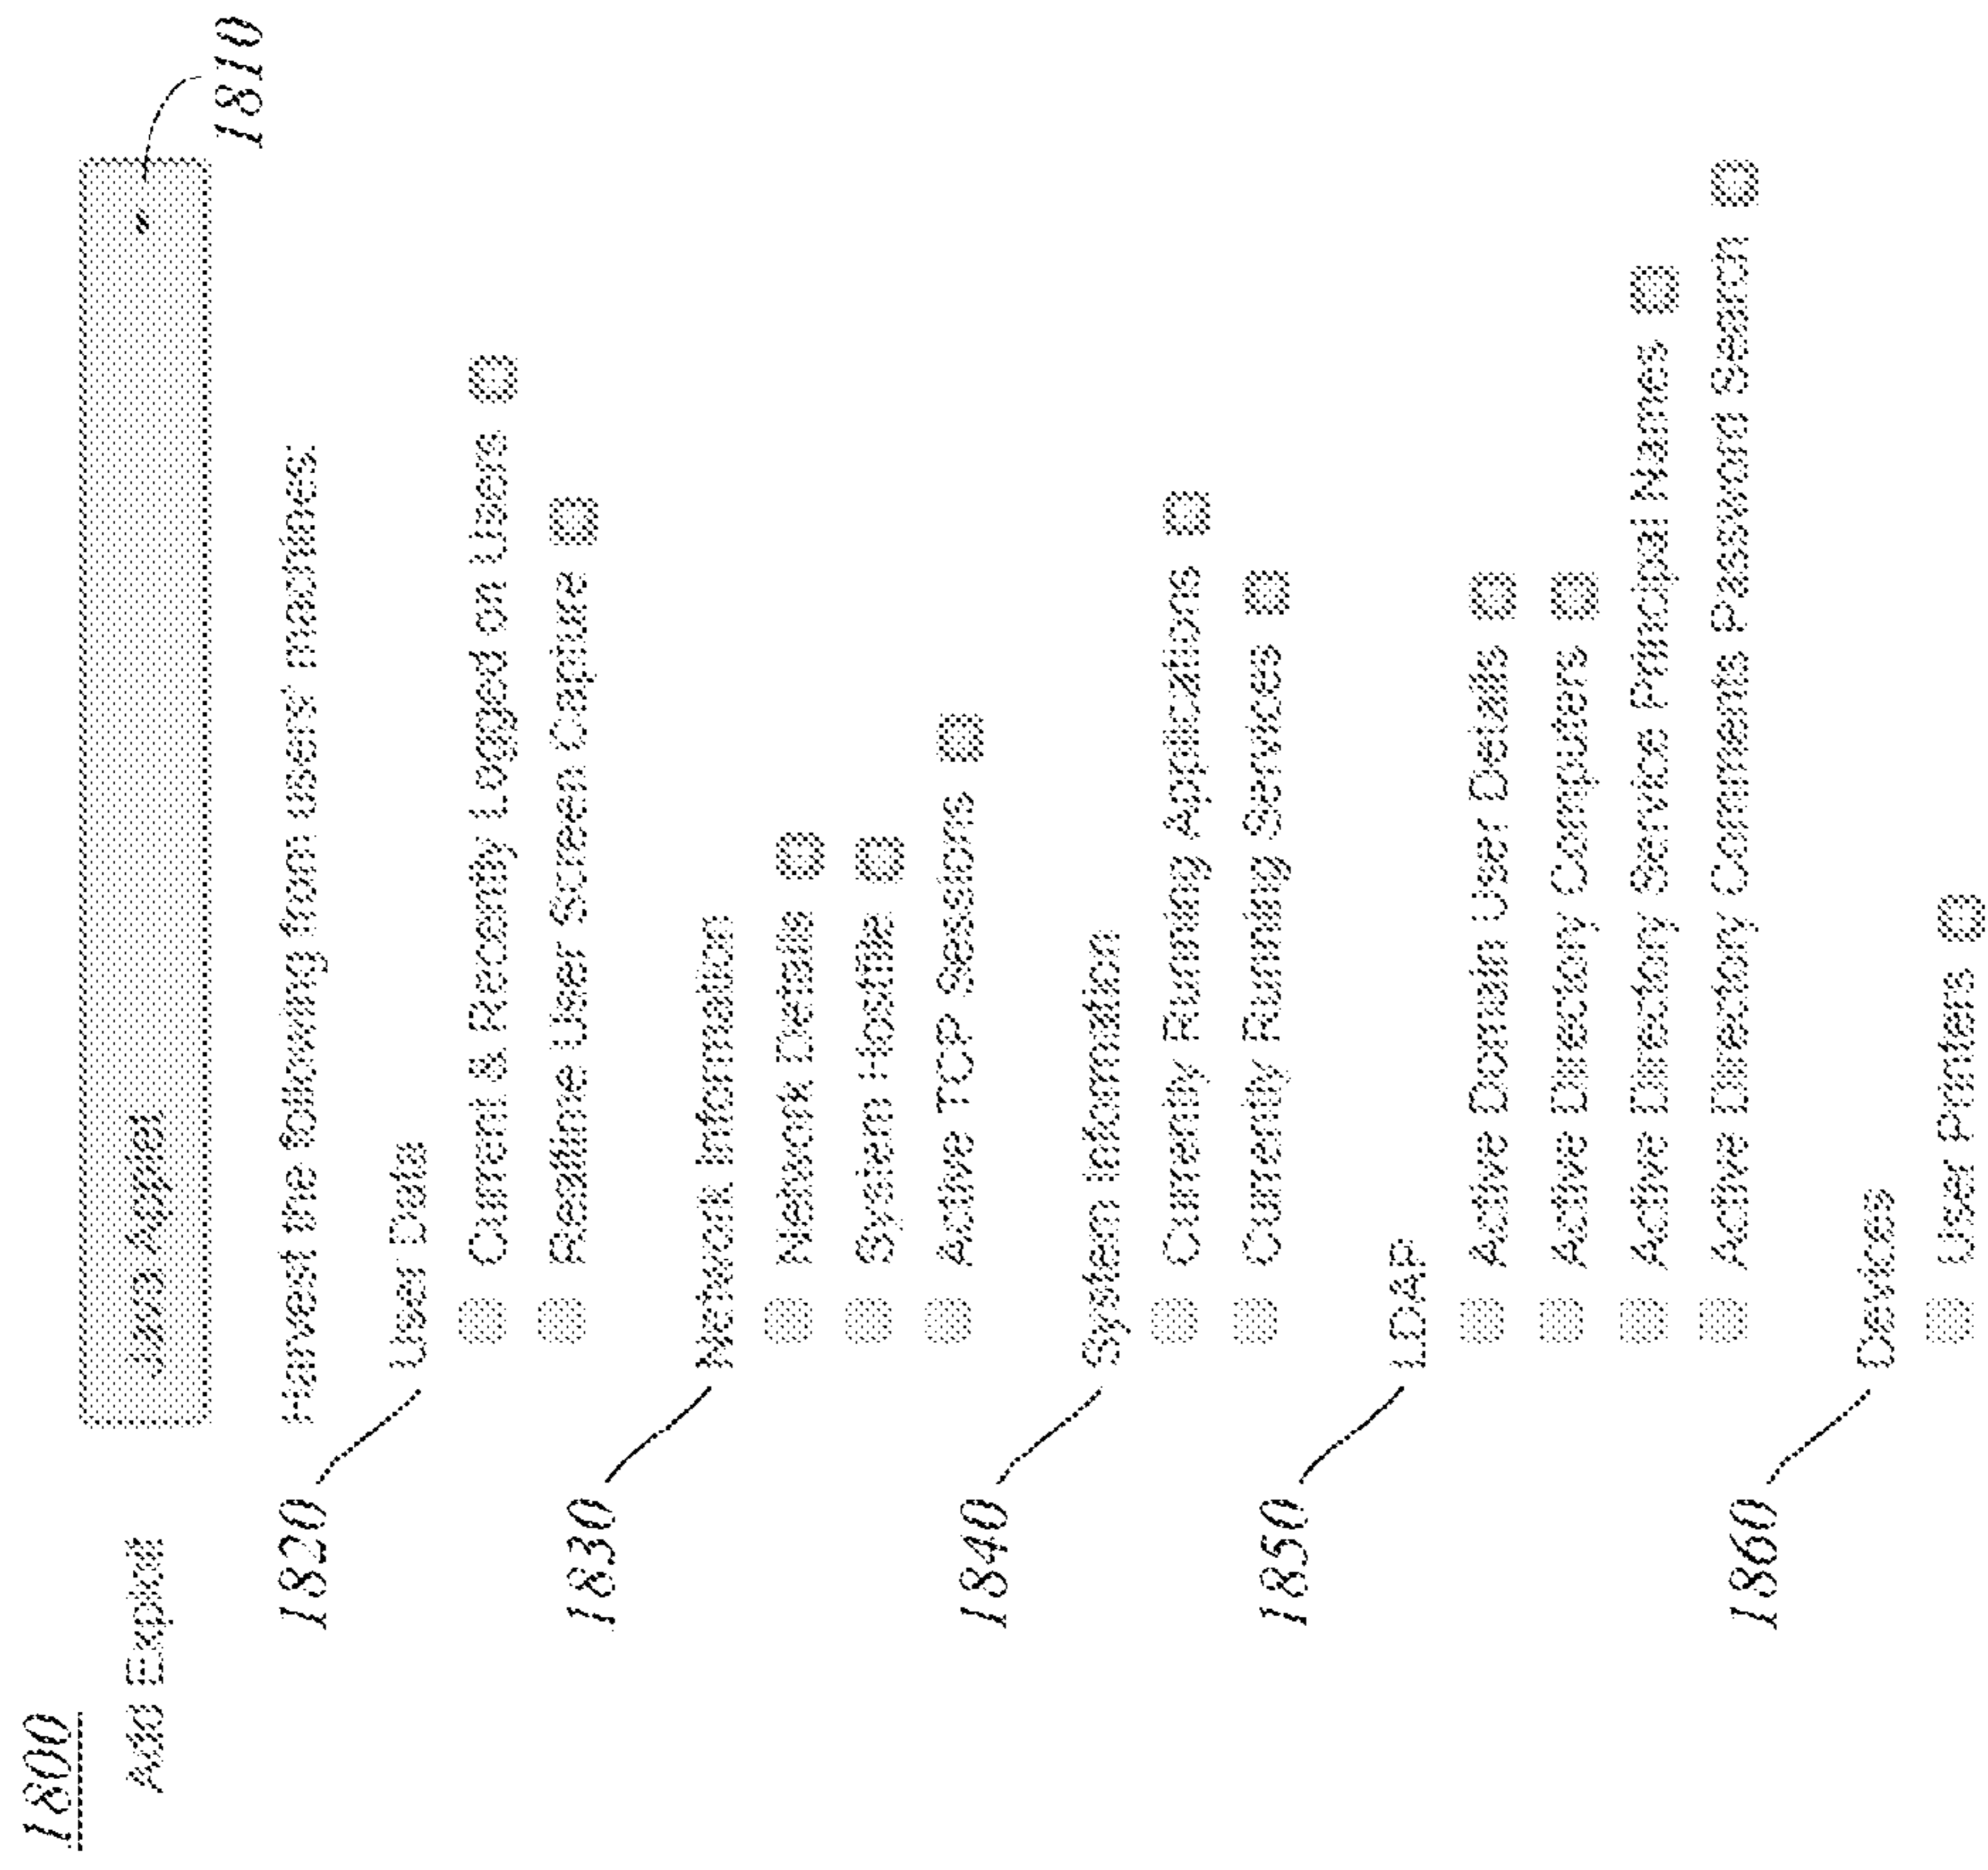 1800
Add Exploit
Java Applet
1810
Harvest the following from users' machines:
1820
User Data
Current & Recently Logged on Users
Realtime User Screen Capture
1830
Network Information
Network Details
System Hostfile
Active TCP Sessions
1840
System Information
Currently Running Applications
Currently Running Services
1850
LDAP
Active Domain User Details
Active Directory Computers
Active Directory Service Principal Names
Active Directory Comments Password Search
1860
Devices
User Printers